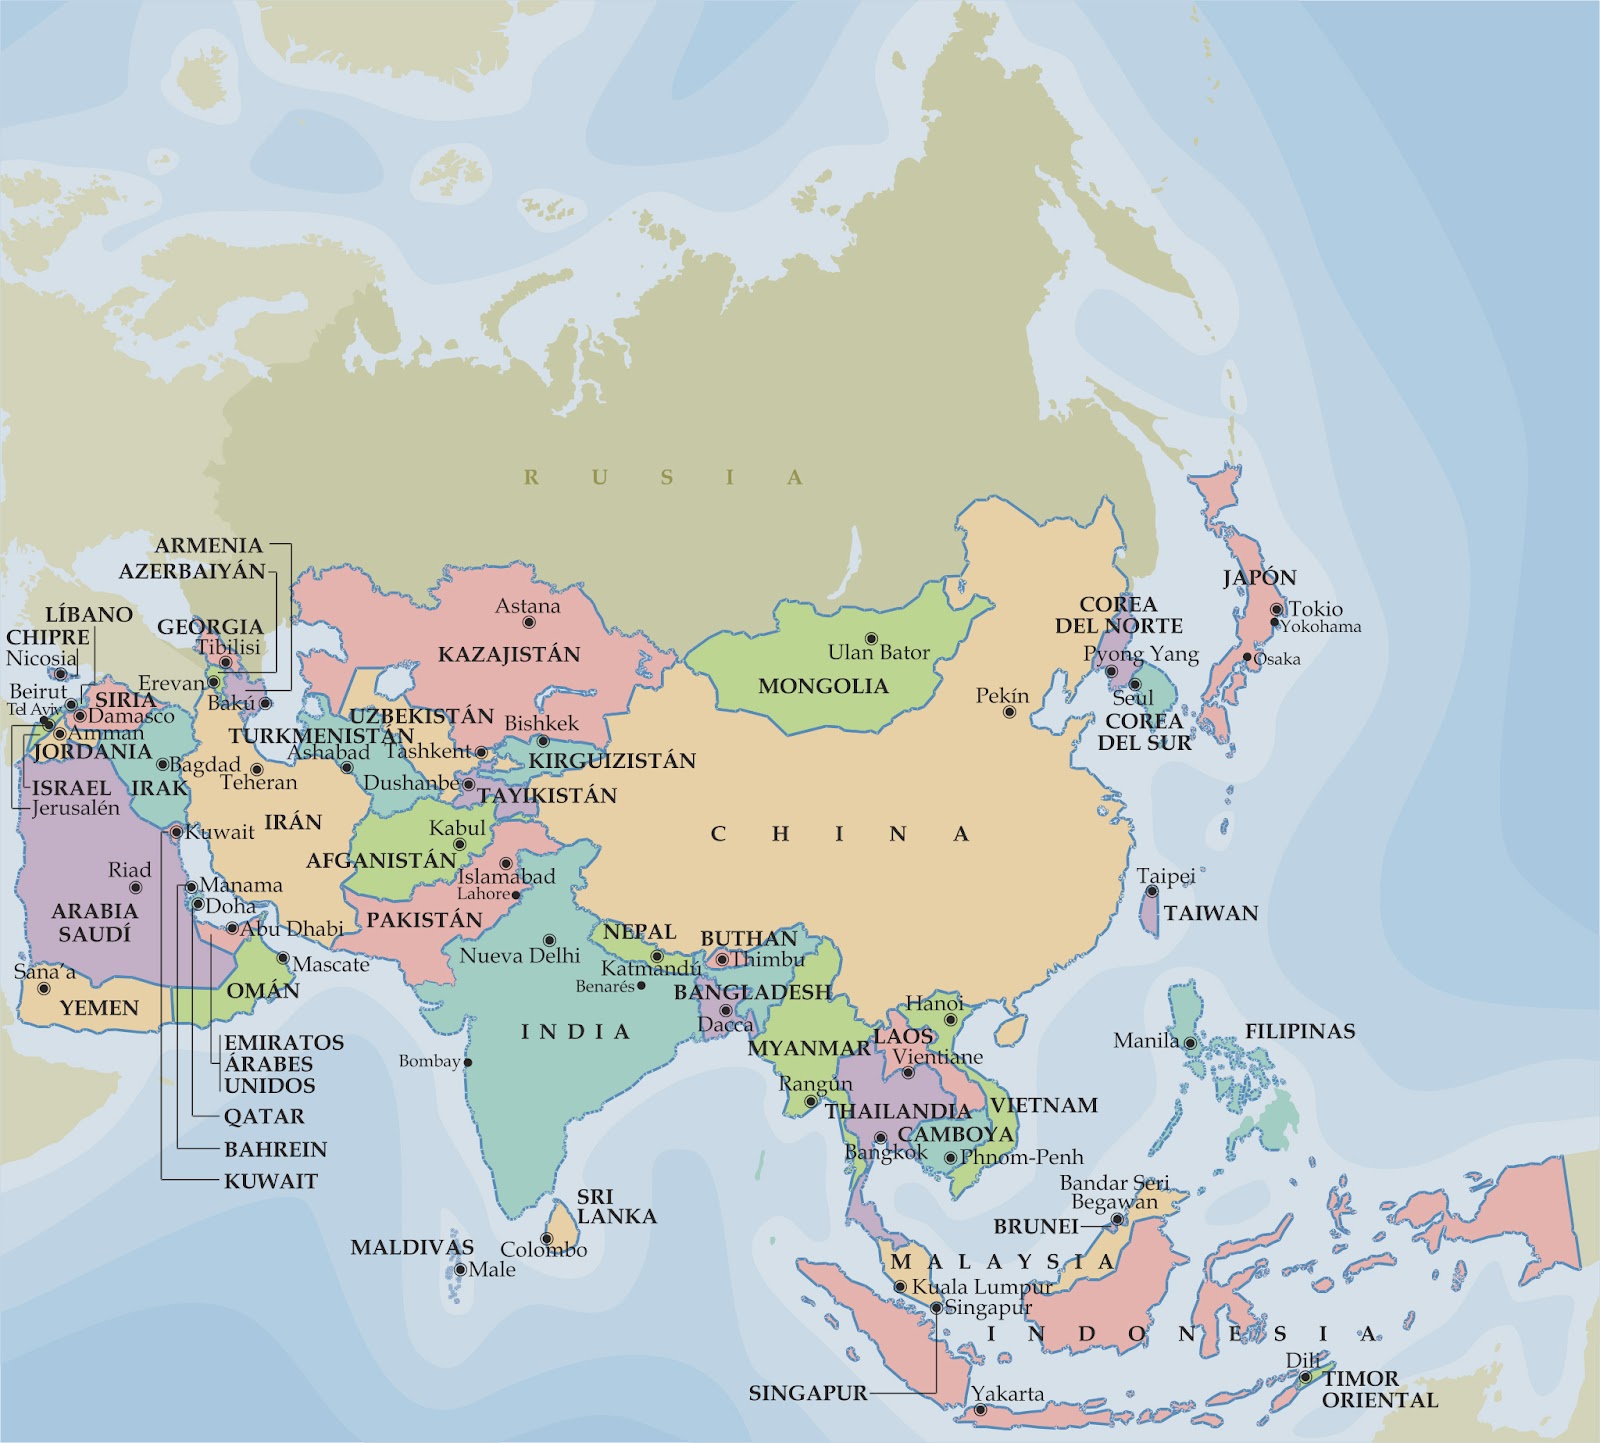 R U S I A
ARMENIA
AZERBAIYÁN
LÍBANO
CHIPRE
Nicosia
GEORGIA
Tibilisi
Erevan
Bakú
Beirut
Tel Aviv
SIRIA
Damasco
Amman
JORDANIA
ISRAEL
Jerusalén
Bagdad
IRAK
Astana
KAZAJISTÁN
UZBEKISTÁN
TURKMENISTÁN
Ashabad
Tashkent
Bishkek
KIRGUIZISTÁN
Dushanbe
TAYIKISTÁN
Teheran
IRÁN
Kabul
AFGANISTÁN
Islamabad
Lahore
PAKISTÁN
Ulan Bator
MONGOLIA
Pekín
C H I N A
COREA
DEL NORTE
Pyong Yang
Seul
COREA
DEL SUR
JAPÓN
Tokio
Yokohama
Osaka
Taipei
TAIWAN
Kuwait
Riad
ARABIA
SAUDÍ
Manama
Doha
Abu Dhabi
Mascate
OMÁN
Sana'a
YEMEN
EMIRATOS
ÁRABES
UNIDOS
QATAR
BAHREIN
KUWAIT
Nueva Delhi
NEPAL
Katmandú
Benarés
BUTHAN
Thimbu
BANGLADESH
Dacca
INDIA
Bombay
SRI
LANKA
Colombo
MALDIVAS
Male
Hanoi
LAOS
Vientiane
MYANMAR
Rangún
THAILANDIA
Bangkok
VIETNAM
CAMBOYA
Phnom-Penh
Manila
FILIPINAS
Bandar Seri
Begawan
BRUNEI
M A L A Y S I A
Kuala Lumpur
Singapur
I N D O N E S I A
SINGAPUR
Yakarta
Dili
TIMOR
ORIENTAL